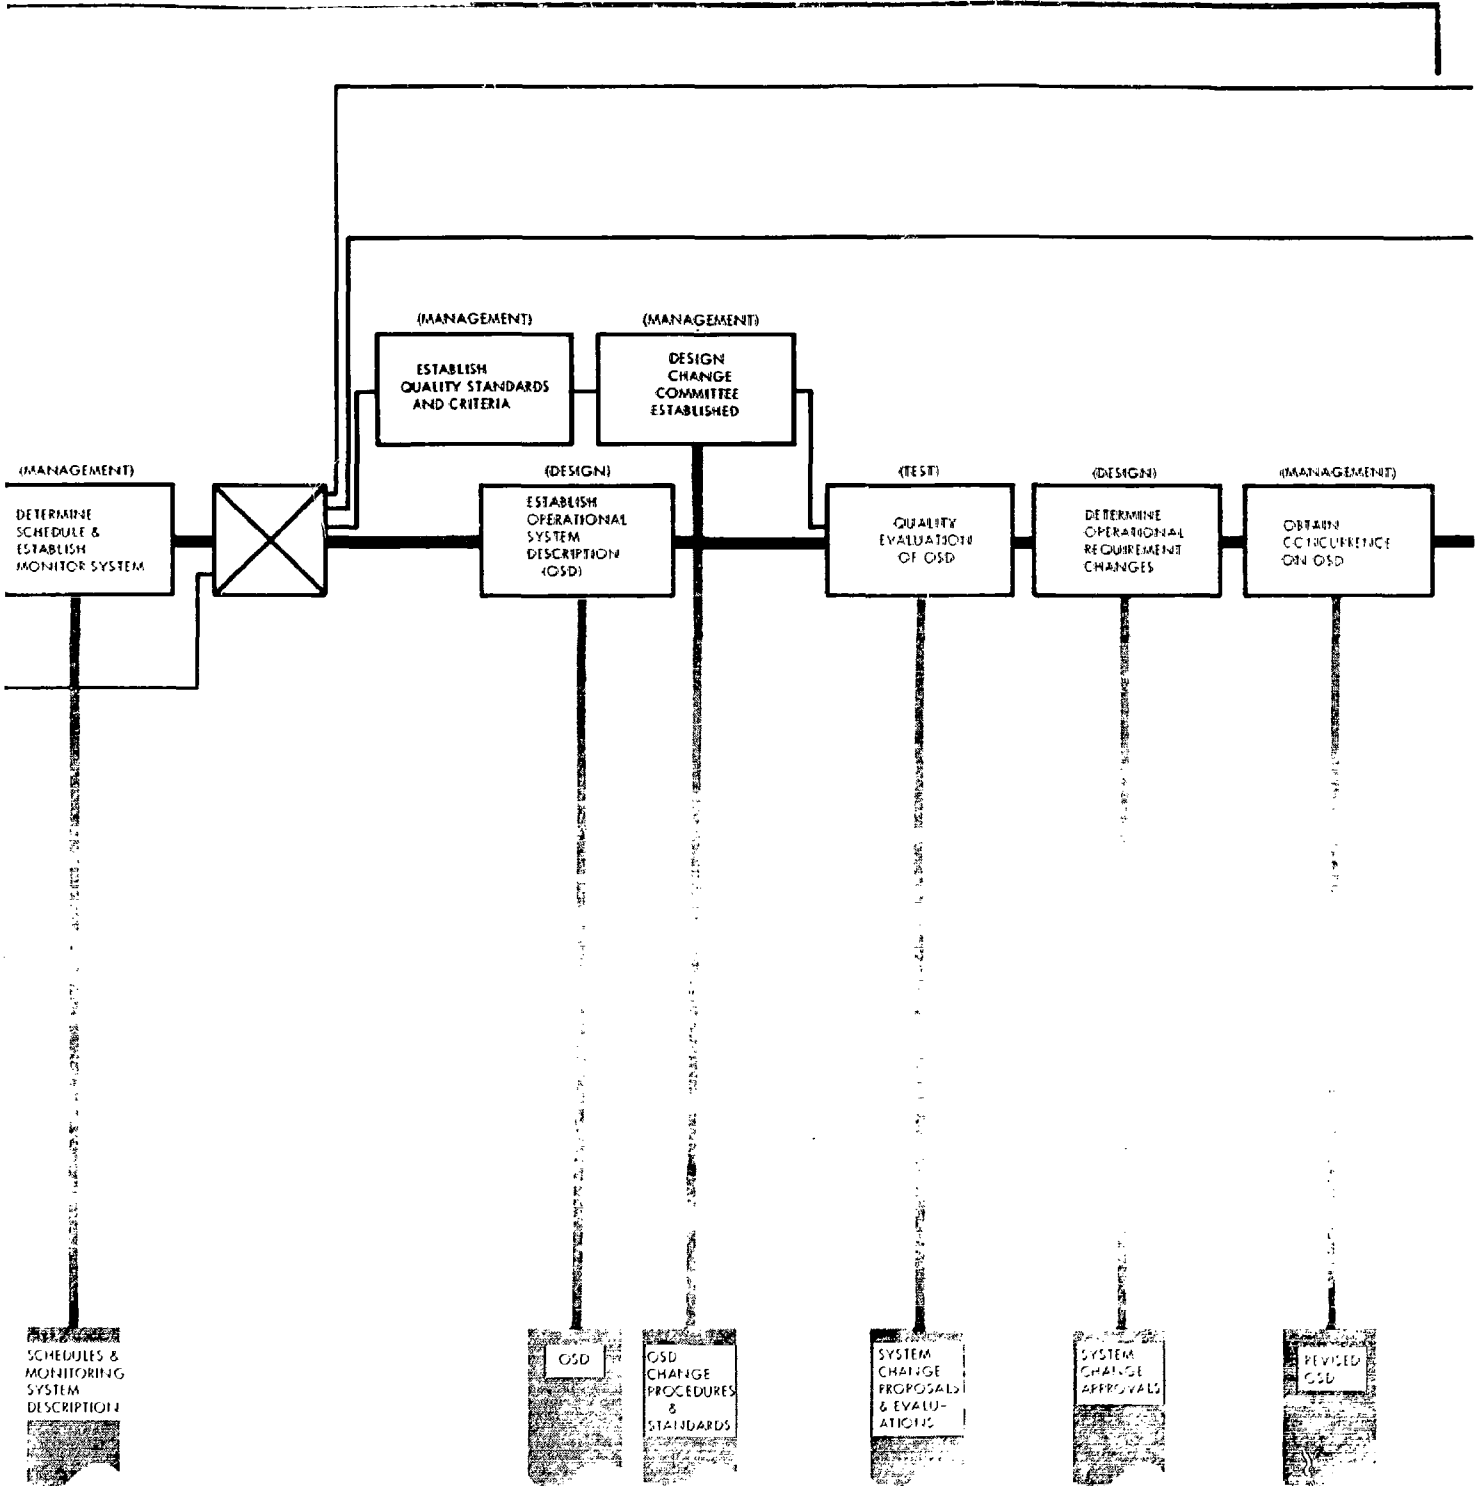 (MANAGEMENT)
ESTABLISH
QUALITY STANDARDS
AND CRITERIA
(MANAGEMENT)
DESIGN
CHANGE
COMMITTEE
ESTABLISHED
(MANAGEMENT)
DETERMINE
SCHEDULE &
ESTABLISH
MONITOR SYSTEM
(DESIGN)
ESTABLISH
OPERATIONAL
SYSTEM
DESCRIPTION
(OSD)
(TEST)
QUALITY
EVALUATION
OF OSD
(DESIGN)
DETERMINE
OPERATIONAL
REQUIREMENT
CHANGES
(MANAGEMENT)
OBTAIN
CONCURRENCE
ON OSD
SCHEDULES &
MONITORING
SYSTEM
DESCRIPTION
OSD
OSD
CHANGE
PROCEDURES
&
STANDARDS
SYSTEM
CHANGE
PROPOSALS
& EVALU-
ATIONS
SYSTEM
CHANGE
APPROVALS
REVISED
OSD